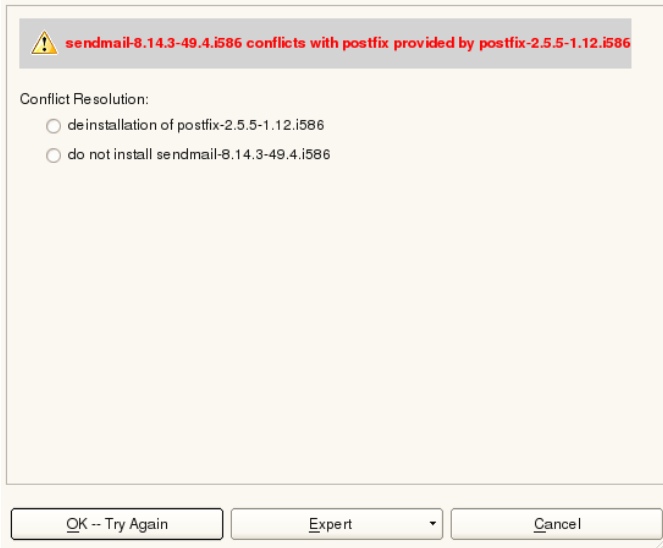 sendmail-8.14.3-49.4.i586 conflicts with postfix provided by postfix-2.5.5-1.12.i586
Conflict Resolution:
deinstallation of postfix-2.5.5-1.12.i586
do not install sendmail-8.14.3-49.4.i586
OK -- Try Again
Expert
Cancel